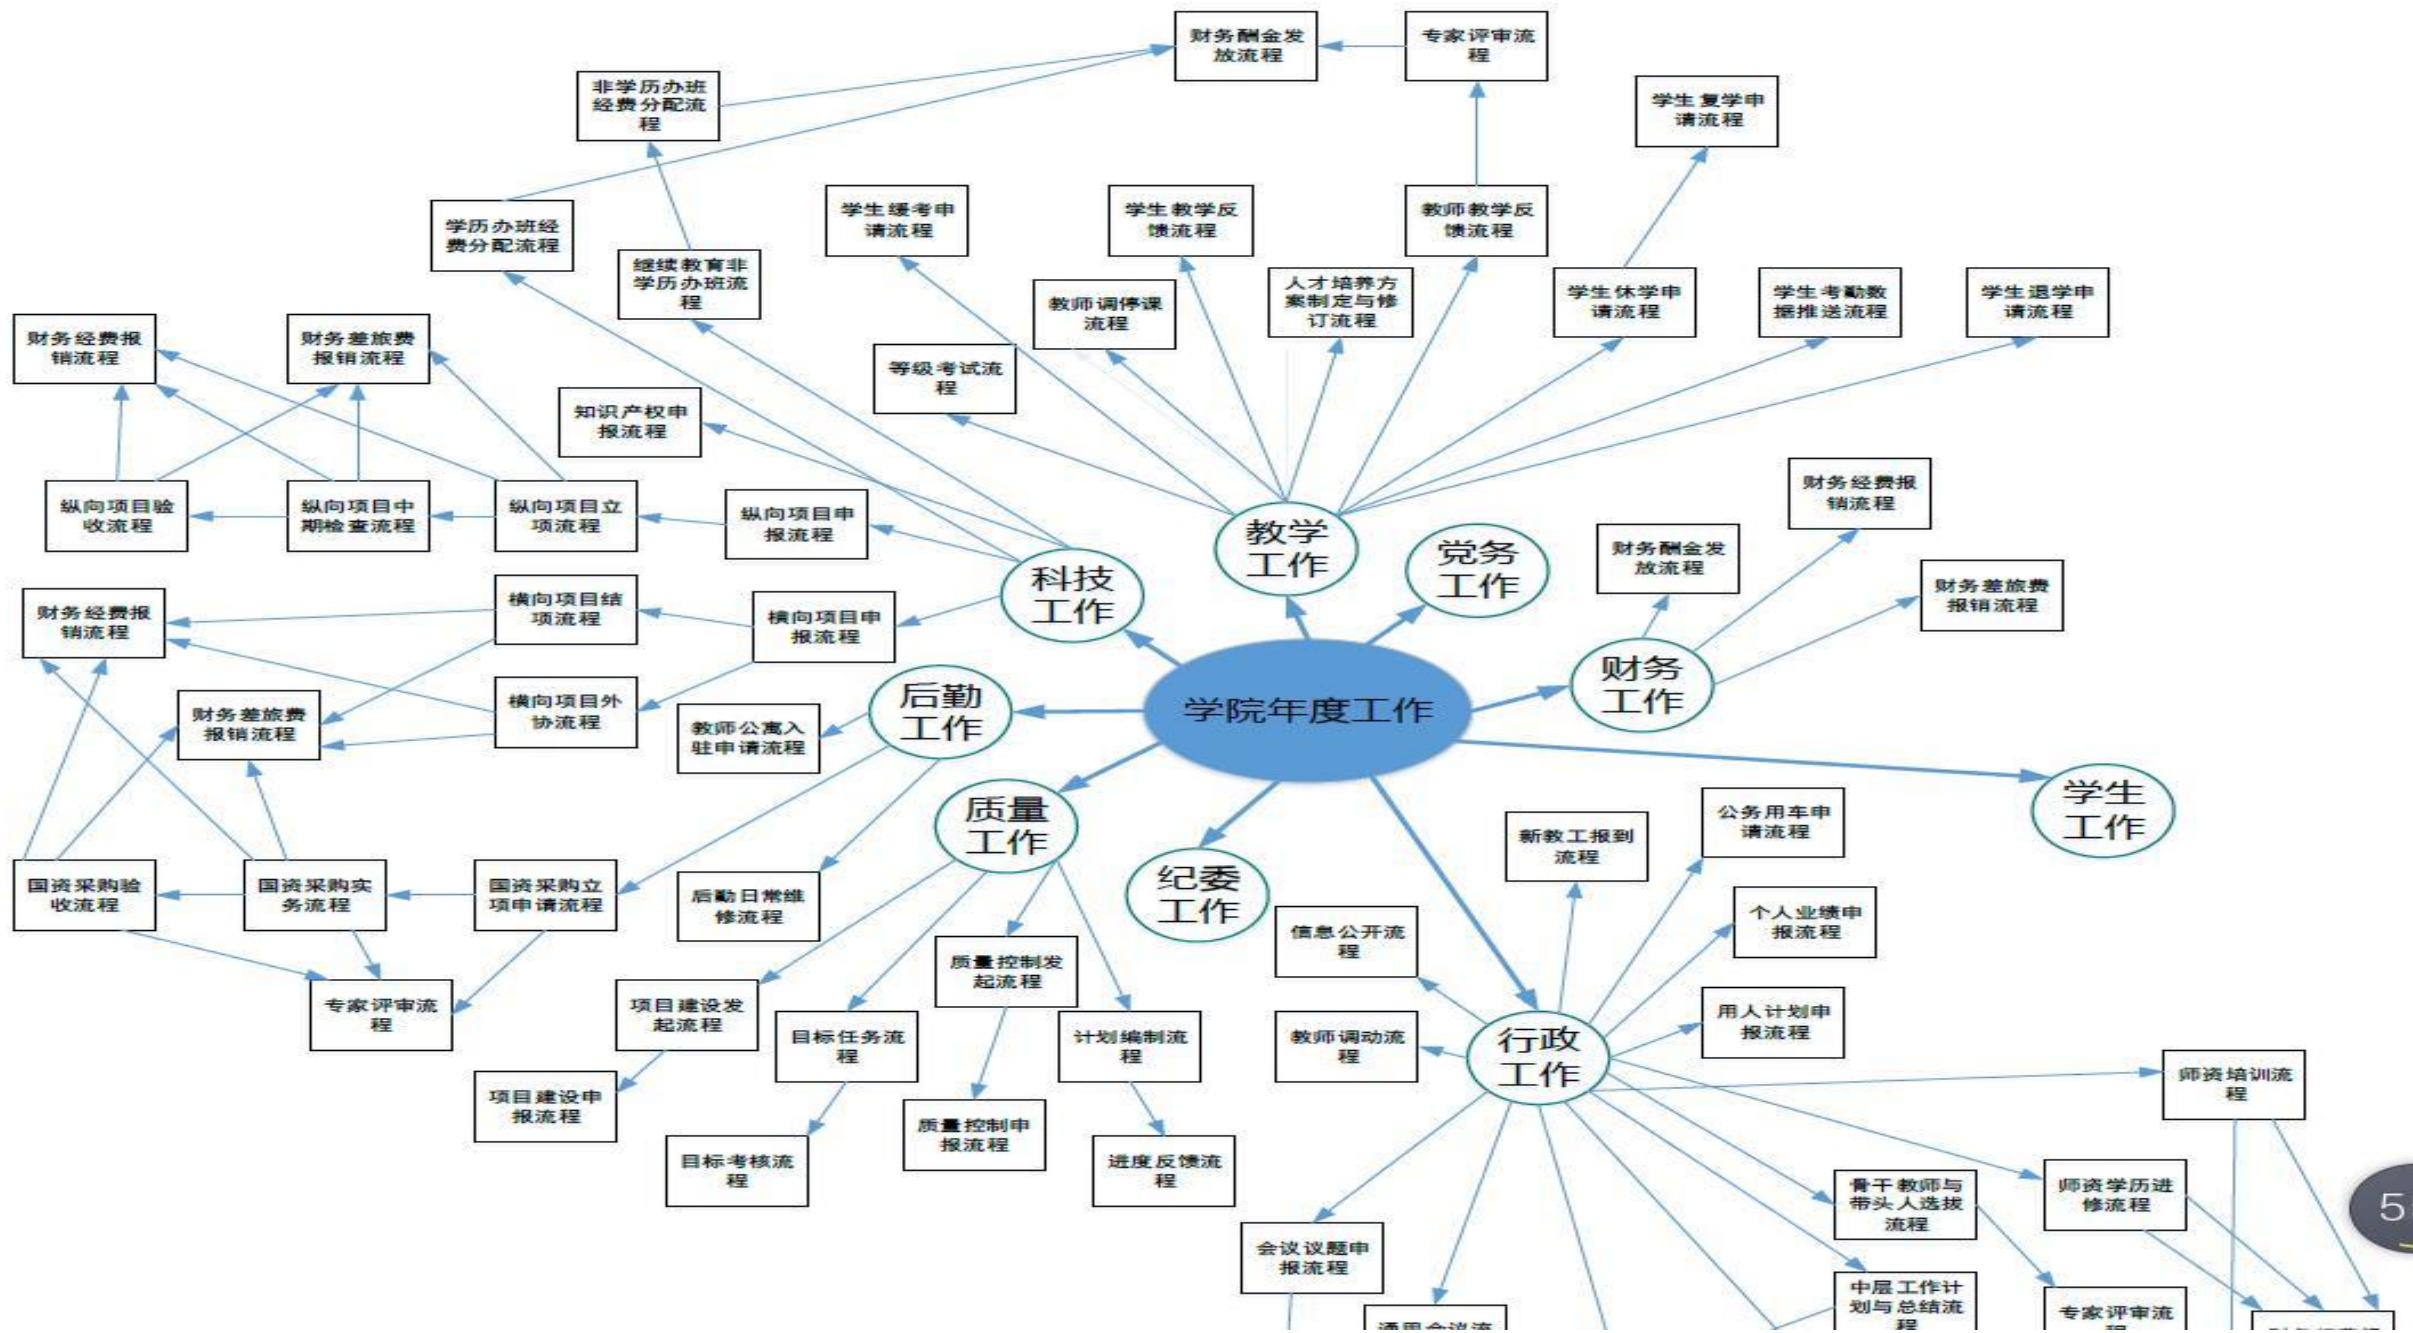 财务酬金发
放流程
专家评审流
程
非学历办班
经费分配流
程
学生复学申
请流程
学历办班经
费分配流程
继续教育非
学历办班流
程
学生缓考申
请流程
学生教学反
馈流程
教师教学反
馈流程
教师调停课
流程
人才培养方
案制定与修
订流程
学生休学申
请流程
学生考勤数
据推送流程
学生退学申
请流程
财务经费报
销流程
财务差旅费
报销流程
等级考试流
程
知识产权申
报流程
纵向项目验
收流程
纵向项目中
期检查流程
纵向项目立
项流程
纵向项目申
报流程
教学
工作
党务
工作
财务酬金发
放流程
财务经费报
销流程
财务差旅费
报销流程
科技
工作
财务经费报
销流程
横向项目结
项流程
横向项目申
报流程
财务差旅费
报销流程
横向项目外
协流程
教师公寓入
驻申请流程
后勤
工作
学院年度工作
财务
工作
学生
工作
质量
工作
纪委
工作
新教工报到
流程
公务用车申
请流程
国资采购验
收流程
国资采购实
务流程
国资采购立
项申请流程
后勤日常维
修流程
信息公开流
程
个人业绩申
报流程
专家评审流
程
项目建设发
起流程
质量控制发
起流程
目标任务流
程
计划编制流
程
教师调动流
程
行政
工作
用人计划申
报流程
师资培训流
程
项目建设申
报流程
目标考核流
程
质量控制申
报流程
进度反馈流
程
骨干教师与
带头人选拔
流程
师资学历进
修流程
5
会议议题申
报流程
中层工作计
划与总结流
程
专家评审流